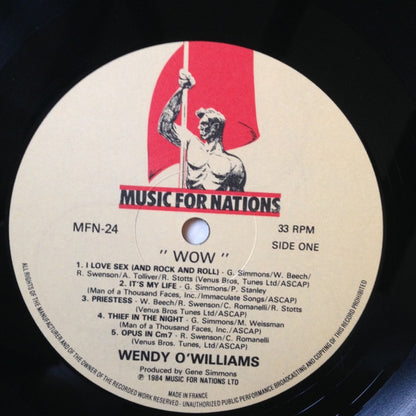 MUSIC FOR NATIONS
MFN-24
33 RPM
SIDE ONE
" WOW "
1. I LOVE SEX (AND ROCK AND ROLL) - G. Simmons/W. Beech/
R. Swenson/A. Tolliver/R. Stotts (Venus Bros. Tunes Ltd/ASCAP)
2. IT'S MY LIFE - G. Simmons/P. Stanley
(Man of a Thousand Faces, Inc/Immaculate Songs/ASCAP)
3. PRIESTESS - W. Beech/R. Swenson/C. Romanelli/R. Stotts
(Venus Bros. Tunes Ltd/ASCAP)
4. THIEF IN THE NIGHT - G. Simmons/M. Weissman
(Man of a Thousand Faces, Inc./ASCAP)
5. OPUS IN Cm7 - R. Swenson/C. Romanelli
(Venus Bros. Tunes, Ltd/ASCAP)
WENDY O'WILLIAMS
Produced by Gene Simmons
℗ 1984 MUSIC FOR NATIONS LTD
MADE IN FRANCE
ALL RIGHTS OF THE MANUFACTURER AND OF THE OWNER OF THE RECORDED WORK RESERVED - UNAUTHORIZED PUBLIC PERFORMANCE BROADCASTING AND COPYING OF THIS RECORD PROHIBITED